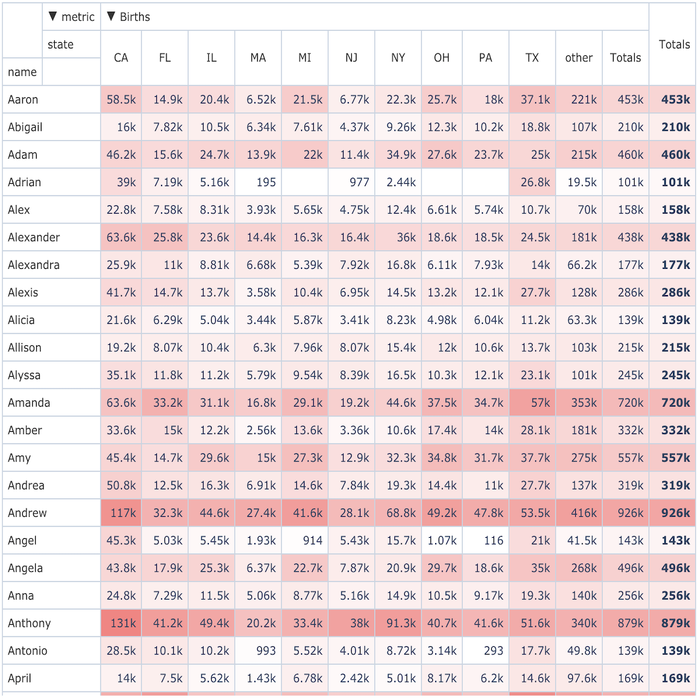 ▼ metric ▼ Births
state
CA FL IL MA MI NJ NY OH PA TX other Totals Totals
name
Aaron 58.5k 14.9k 20.4k 6.52k 21.5k 6.77k 22.3k 25.7k 18k 37.1k 221k 453k 453k
Abigail 16k 7.82k 10.5k 6.34k 7.61k 4.37k 9.26k 12.3k 10.2k 18.8k 107k 210k 210k
Adam 46.2k 15.6k 24.7k 13.9k 22k 11.4k 34.9k 27.6k 23.7k 25k 215k 460k 460k
Adrian 39k 7.19k 5.16k 195 977 2.44k 26.8k 19.5k 101k 101k
Alex 22.8k 7.58k 8.31k 3.93k 5.65k 4.75k 12.4k 6.61k 5.74k 10.7k 70k 158k 158k
Alexander 63.6k 25.8k 23.6k 14.4k 16.3k 16.4k 36k 18.6k 18.5k 24.5k 181k 438k 438k
Alexandra 25.9k 11k 8.81k 6.68k 5.39k 7.92k 16.8k 6.11k 7.93k 14k 66.2k 177k 177k
Alexis 41.7k 14.7k 13.7k 3.58k 10.4k 6.95k 14.5k 13.2k 12.1k 27.7k 128k 286k 286k
Alicia 21.6k 6.29k 5.04k 3.44k 5.87k 3.41k 8.23k 4.98k 6.04k 11.2k 63.3k 139k 139k
Allison 19.2k 8.07k 10.4k 6.3k 7.96k 8.07k 15.4k 12k 10.6k 13.7k 103k 215k 215k
Alyssa 35.1k 11.8k 11.2k 5.79k 9.54k 8.39k 16.5k 10.3k 12.1k 23.1k 101k 245k 245k
Amanda 63.6k 33.2k 31.1k 16.8k 29.1k 19.2k 44.6k 37.5k 34.7k 57k 353k 720k 720k
Amber 33.6k 15k 12.2k 2.56k 13.6k 3.36k 10.6k 17.4k 14k 28.1k 181k 332k 332k
Amy 45.4k 14.7k 29.6k 15k 27.3k 12.9k 32.3k 34.8k 31.7k 37.7k 275k 557k 557k
Andrea 50.8k 12.5k 16.3k 6.91k 14.6k 7.84k 19.3k 14.4k 11k 27.7k 137k 319k 319k
Andrew 117k 32.3k 44.6k 27.4k 41.6k 28.1k 68.8k 49.2k 47.8k 53.5k 416k 926k 926k
Angel 45.3k 5.03k 5.45k 1.93k 914 5.43k 15.7k 1.07k 116 21k 41.5k 143k 143k
Angela 43.8k 17.9k 25.3k 6.37k 22.7k 7.87k 20.9k 29.7k 18.6k 35k 268k 496k 496k
Anna 24.8k 7.29k 11.5k 5.06k 8.77k 5.16k 14.9k 10.5k 9.17k 19.3k 140k 256k 256k
Anthony 131k 41.2k 49.4k 20.2k 33.4k 38k 91.3k 40.7k 41.6k 51.6k 340k 879k 879k
Antonio 28.5k 10.1k 10.2k 993 5.52k 4.01k 8.72k 3.14k 293 17.7k 49.8k 139k 139k
April 14k 7.5k 5.62k 1.43k 6.78k 2.42k 5.01k 8.17k 6.2k 14.6k 97.6k 169k 169k